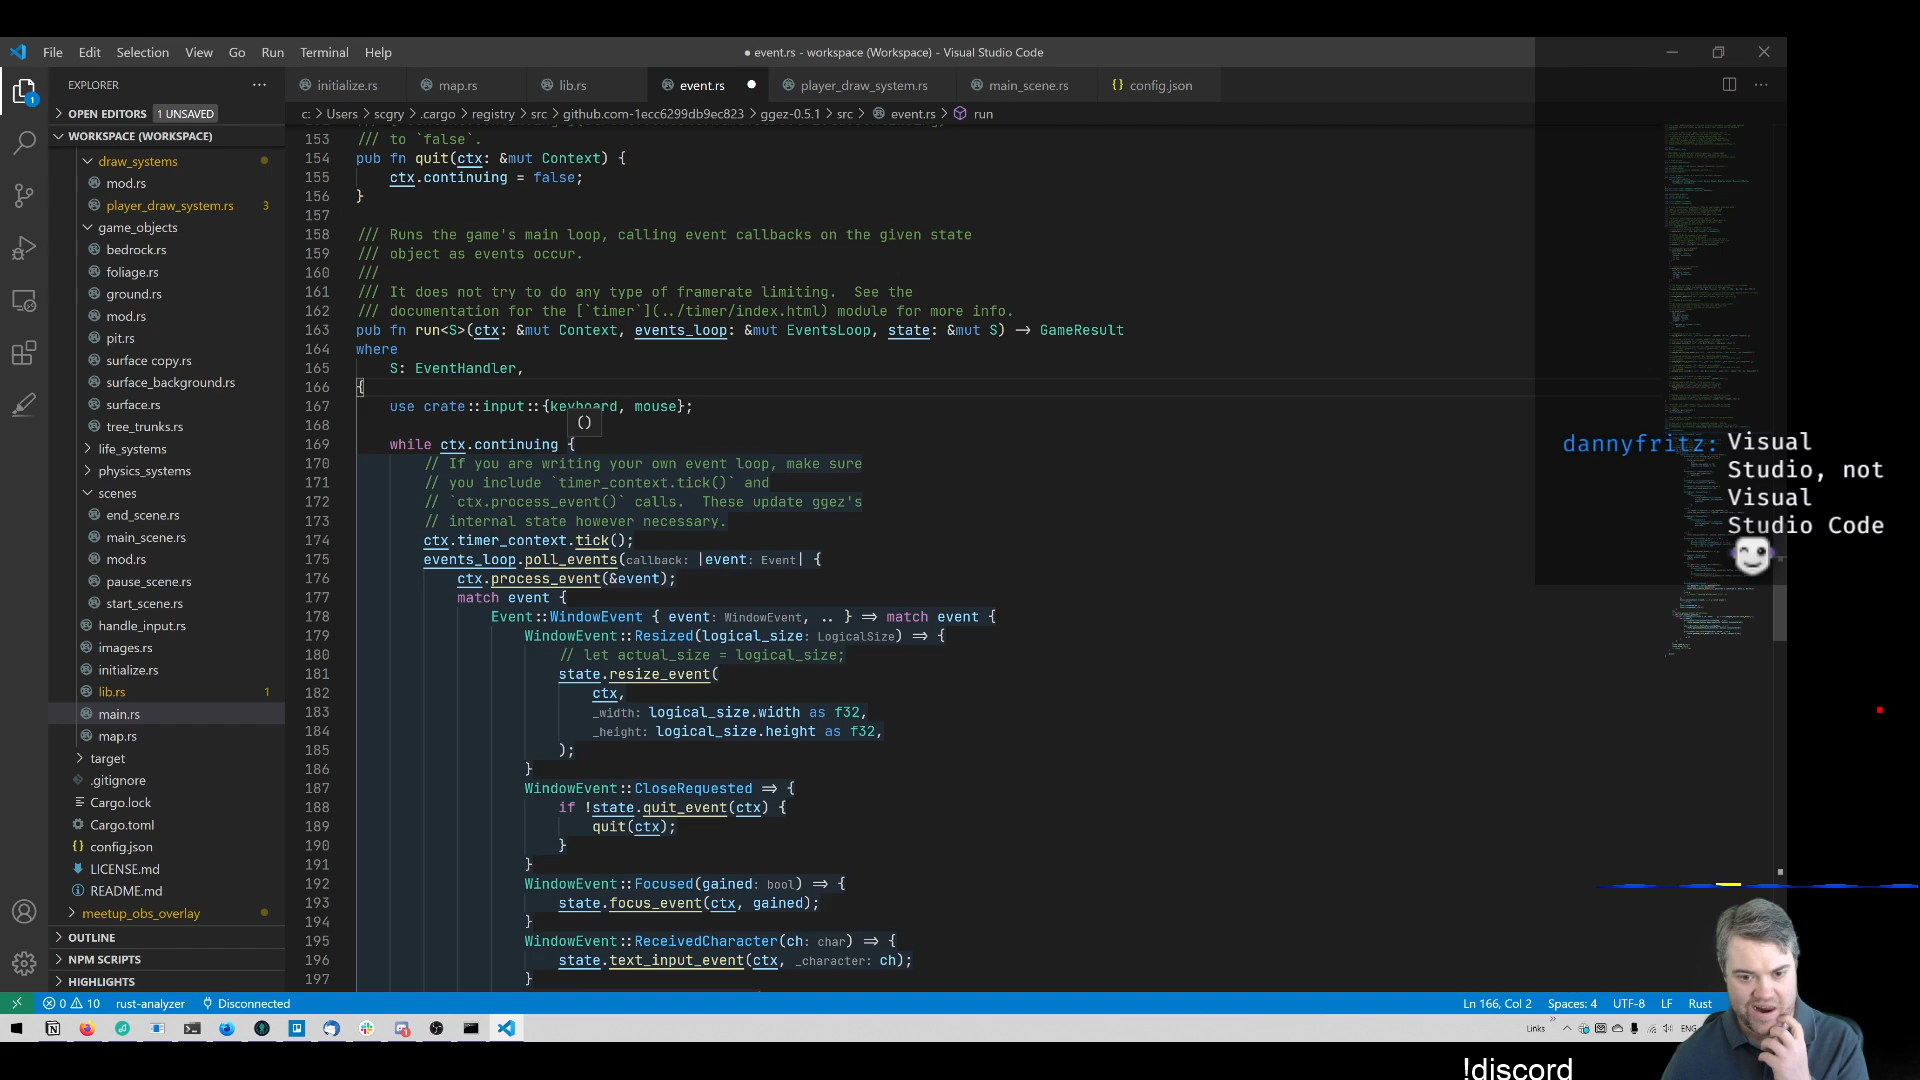 File Edit Selection View Go Run Terminal Help
● event.rs - workspace (Workspace) - Visual Studio Code
EXPLORER
initialize.rs map.rs lib.rs event.rs player_draw_system.rs main_scene.rs config.json
OPEN EDITORS 1 UNSAVED
c: > Users > scgry > .cargo > registry > src > github.com-1ecc6299db9ec823 > ggez-0.5.1 > src > event.rs > run
WORKSPACE (WORKSPACE)
draw_systems
mod.rs
player_draw_system.rs 3
game_objects
bedrock.rs
foliage.rs
ground.rs
mod.rs
pit.rs
surface copy.rs
surface_background.rs
surface.rs
tree_trunks.rs
life_systems
physics_systems
scenes
end_scene.rs
main_scene.rs
mod.rs
pause_scene.rs
start_scene.rs
handle_input.rs
images.rs
initialize.rs
lib.rs 1
main.rs
map.rs
target
.gitignore
Cargo.lock
Cargo.toml
config.json
LICENSE.md
README.md
meetup_obs_overlay
OUTLINE
NPM SCRIPTS
HIGHLIGHTS
153 /// to `false`.
154 pub fn quit(ctx: &mut Context) {
155 ctx.continuing = false;
156 }
157
158 /// Runs the game's main loop, calling event callbacks on the given state
159 /// object as events occur.
160 ///
161 /// It does not try to do any type of framerate limiting.  See the
162 /// documentation for the [`timer`](../timer/index.html) module for more info.
163 pub fn run<S>(ctx: &mut Context, events_loop: &mut EventsLoop, state: &mut S) -> GameResult
164 where
165 S: EventHandler,
166 {
167 use crate::input::{keyboard, mouse};
()
168
169 while ctx.continuing {
170 // If you are writing your own event loop, make sure
171 // you include `timer_context.tick()` and
172 // `ctx.process_event()` calls.  These update ggez's
173 // internal state however necessary.
174 ctx.timer_context.tick();
175 events_loop.poll_events(callback: |event: Event| {
176 ctx.process_event(&event);
177 match event {
178 Event::WindowEvent { event: WindowEvent, .. } => match event {
179 WindowEvent::Resized(logical_size: LogicalSize) => {
180 // let actual_size = logical_size;
181 state.resize_event(
182 ctx,
183 _width: logical_size.width as f32,
184 _height: logical_size.height as f32,
185 );
186 }
187 WindowEvent::CloseRequested => {
188 if !state.quit_event(ctx) {
189 quit(ctx);
190 }
191 }
192 WindowEvent::Focused(gained: bool) => {
193 state.focus_event(ctx, gained);
194 }
195 WindowEvent::ReceivedCharacter(ch: char) => {
196 state.text_input_event(ctx, _character: ch);
197 }
dannyfritz: Visual
Studio, not
Visual
Studio Code
0 10 rust-analyzer Disconnected Ln 166, Col 2 Spaces: 4 UTF-8 LF Rust
Links ENG
!discord